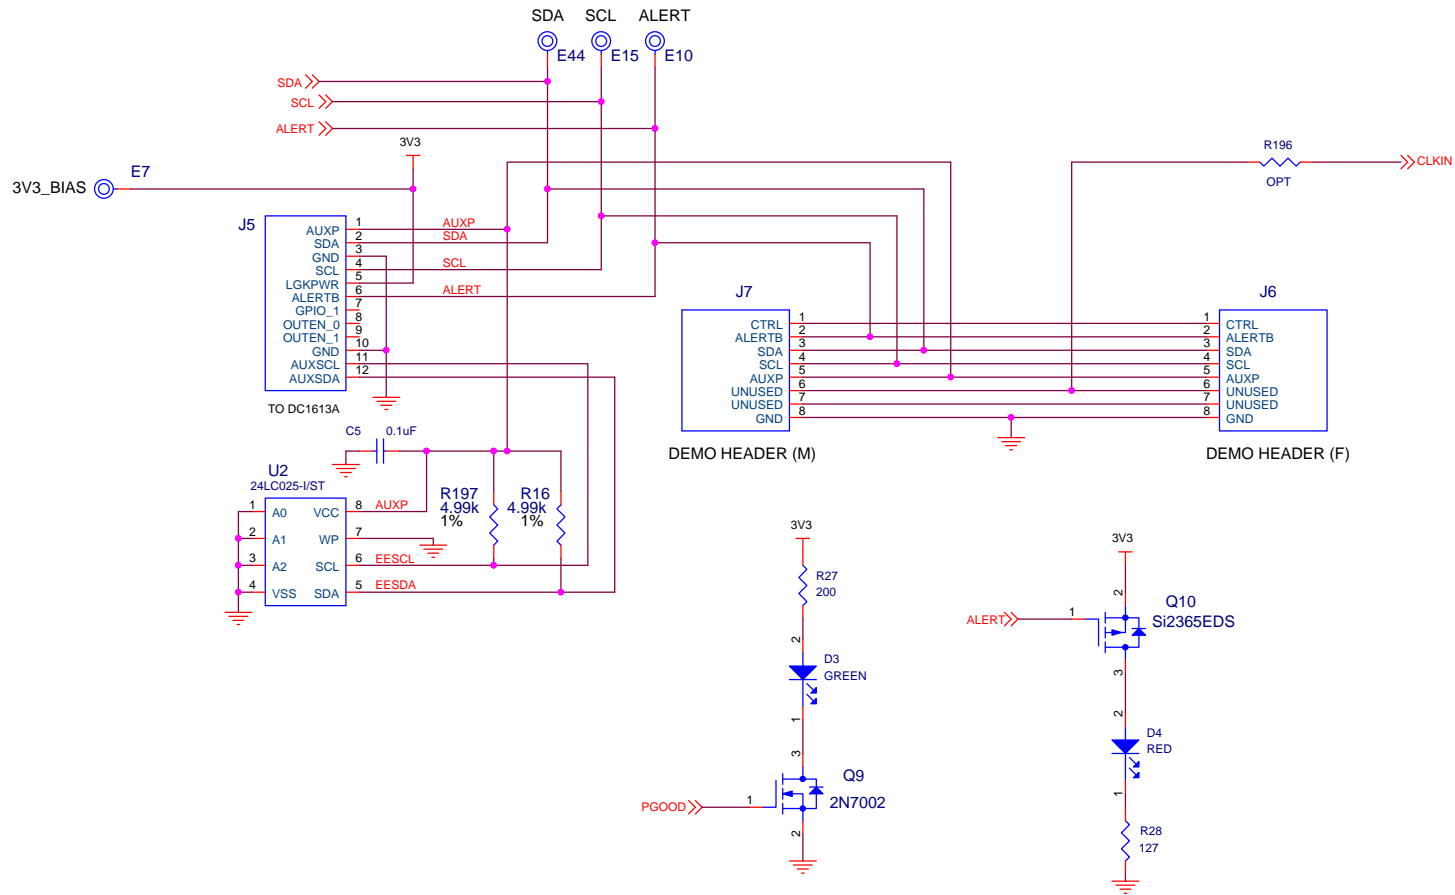 SDA SCL ALERT
E44 E15 E10
SDA
SCL
ALERT
3V3
3V3_BIAS E7
R196
OPT
CLKIN
J5
AUXP 1 AUXP
SDA 2 SDA
GND 3
SCL 4 SCL
LGKPWR 5
ALERTB 6 ALERT
GPIO_1 7
OUTEN_0 8
OUTEN_1 9
GND 10
AUXSCL 11
AUXSDA 12
TO DC1613A
J7 J6
CTRL 1 1 CTRL
ALERTB 2 2 ALERTB
SDA 3 3 SDA
SCL 4 4 SCL
AUXP 5 5 AUXP
UNUSED 6 6 UNUSED
UNUSED 7 7 UNUSED
GND 8 8 GND
DEMO HEADER (M) DEMO HEADER (F)
C5 0.1uF
U2
24LC025-I/ST
1 A0 VCC 8 AUXP
2 A1 WP 7
3 A2 SCL 6 EESCL
4 VSS SDA 5 EESDA
R197
4.99k
1%
R16
4.99k
1%
3V3
R27
200
2
D3
GREEN
1
3
Q9
2N7002
PGOOD 1
2
3V3
2
Q10
Si2365EDS
ALERT 1
3
2
D4
RED
1
R28
127